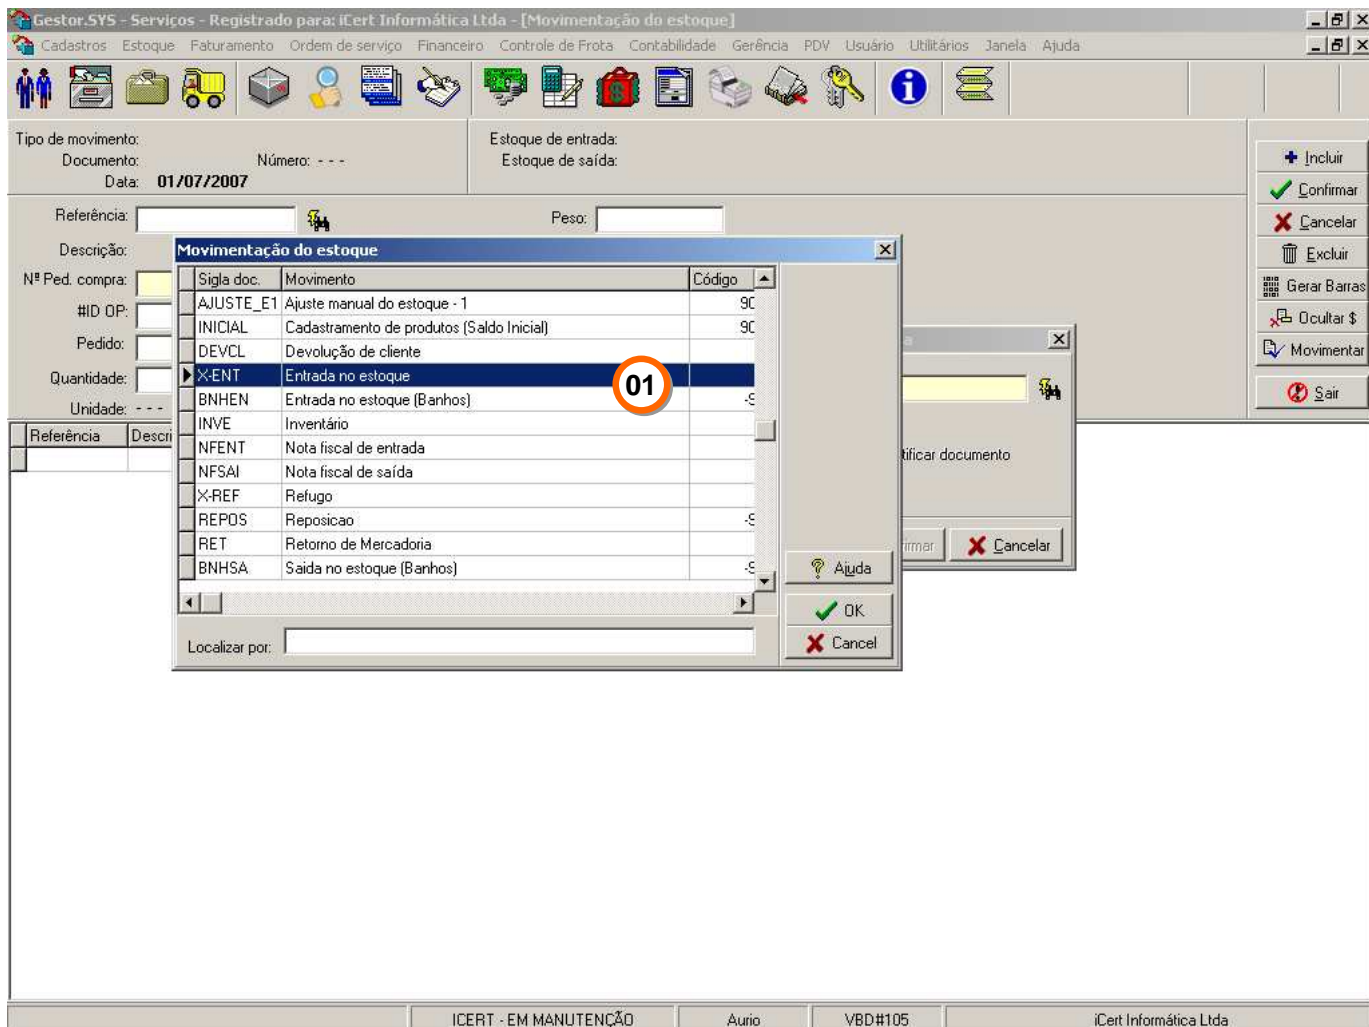 Gestor.SYS - Serviços - Registrado para: iCert Informática Ltda - [Movimentação do estoque]
Cadastros Estoque Faturamento Ordem de serviço Financeiro Controle de Frota Contabilidade Gerência PDV Usuário Utilitários Janela Ajuda
Tipo de movimento:
Documento: Número: - - -
Data: 01/07/2007
Estoque de entrada:
Estoque de saída:
Incluir
Confirmar
Cancelar
Excluir
Gerar Barras
Ocultar $
Movimentar
Sair
Referência: Peso:
Descrição:
Nº Ped. compra:
#ID OP:
Pedido:
Quantidade:
Unidade: - - -
Referência Descri
Movimentação do estoque
Sigla doc. Movimento Código
AJUSTE_E1 Ajuste manual do estoque - 1 90
INICIAL Cadastramento de produtos (Saldo Inicial) 90
DEVCL Devolução de cliente
X-ENT Entrada no estoque
01
BNHEN Entrada no estoque (Banhos) -9
INVE Inventário
NFENT Nota fiscal de entrada
NFSAI Nota fiscal de saída
X-REF Refugo
REPOS Reposicao -9
RET Retorno de Mercadoria
BNHSA Saida no estoque (Banhos) -9
Localizar por:
Ajuda
OK
Cancel
a
tificar documento
irmar
Cancelar
ICERT - EM MANUTENÇÃO Aurio VBD#105 iCert Informática Ltda